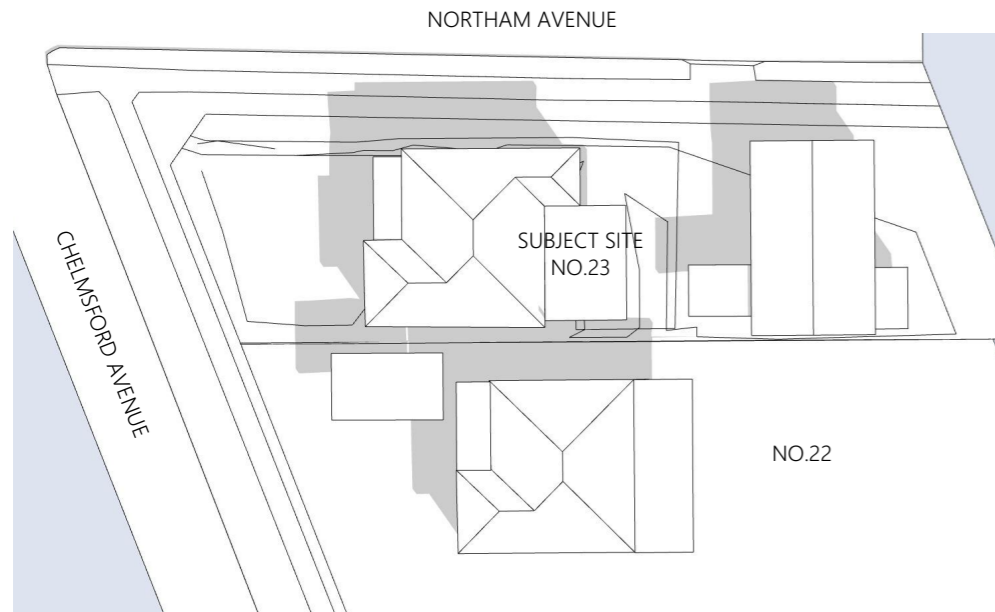 NORTHAM AVENUE
SUBJECT SITE
NO.23
CHELMSFORD AVENUE
NO.22